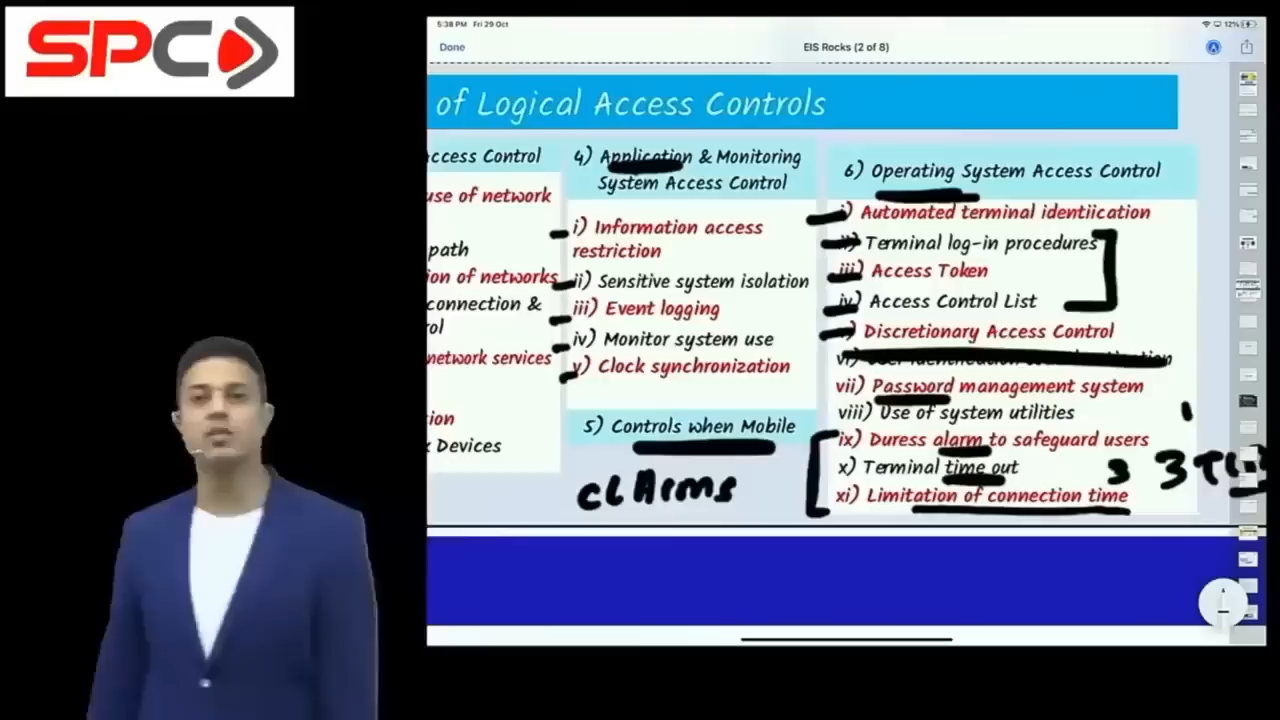 SPC
5:38 PM Fri 29 Oct
12%
Done
EIS Rocks (2 of 8)
of Logical Access Controls
ccess Control
use of network
path
ion of networks
connection &
ol
network services
ion
Devices
4) Application & Monitoring
System Access Control
i) Information access
restriction
ii) Sensitive system isolation
iii) Event logging
iv) Monitor system use
v) Clock synchronization
5) Controls when Mobile
CLAIMS
6) Operating System Access Control
i) Automated terminal identiication
ii) Terminal log-in procedures
iii) Access Token
iv) Access Control List
) Discretionary Access Control
vii) Password management system
viii) Use of system utilities
ix) Duress alarm to safeguard users
x) Terminal time out
xi) Limitation of connection time
3